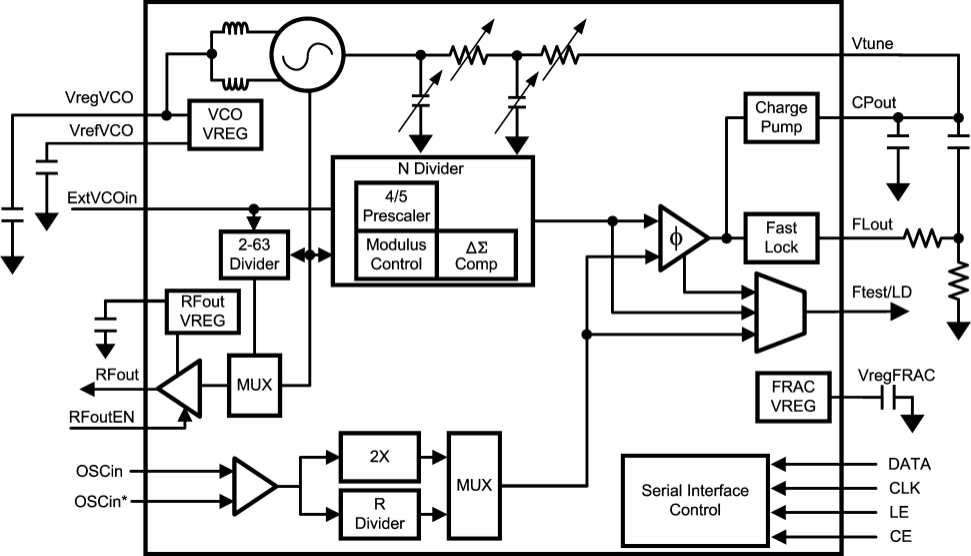 Vtune
VregVCO
VCO
VREG
VrefVCO
Charge
Pump
CPout
N Divider
4/5
Prescaler
Modulus
Control
ΔΣ
Comp
ExtVCOin
2-63
Divider
ϕ
Fast
Lock
FLout
RFout
VREG
Ftest/LD
RFout
MUX
RFoutEN
FRAC
VREG
VregFRAC
OSCin
OSCin*
2X
R
Divider
MUX
Serial Interface
Control
DATA
CLK
LE
CE